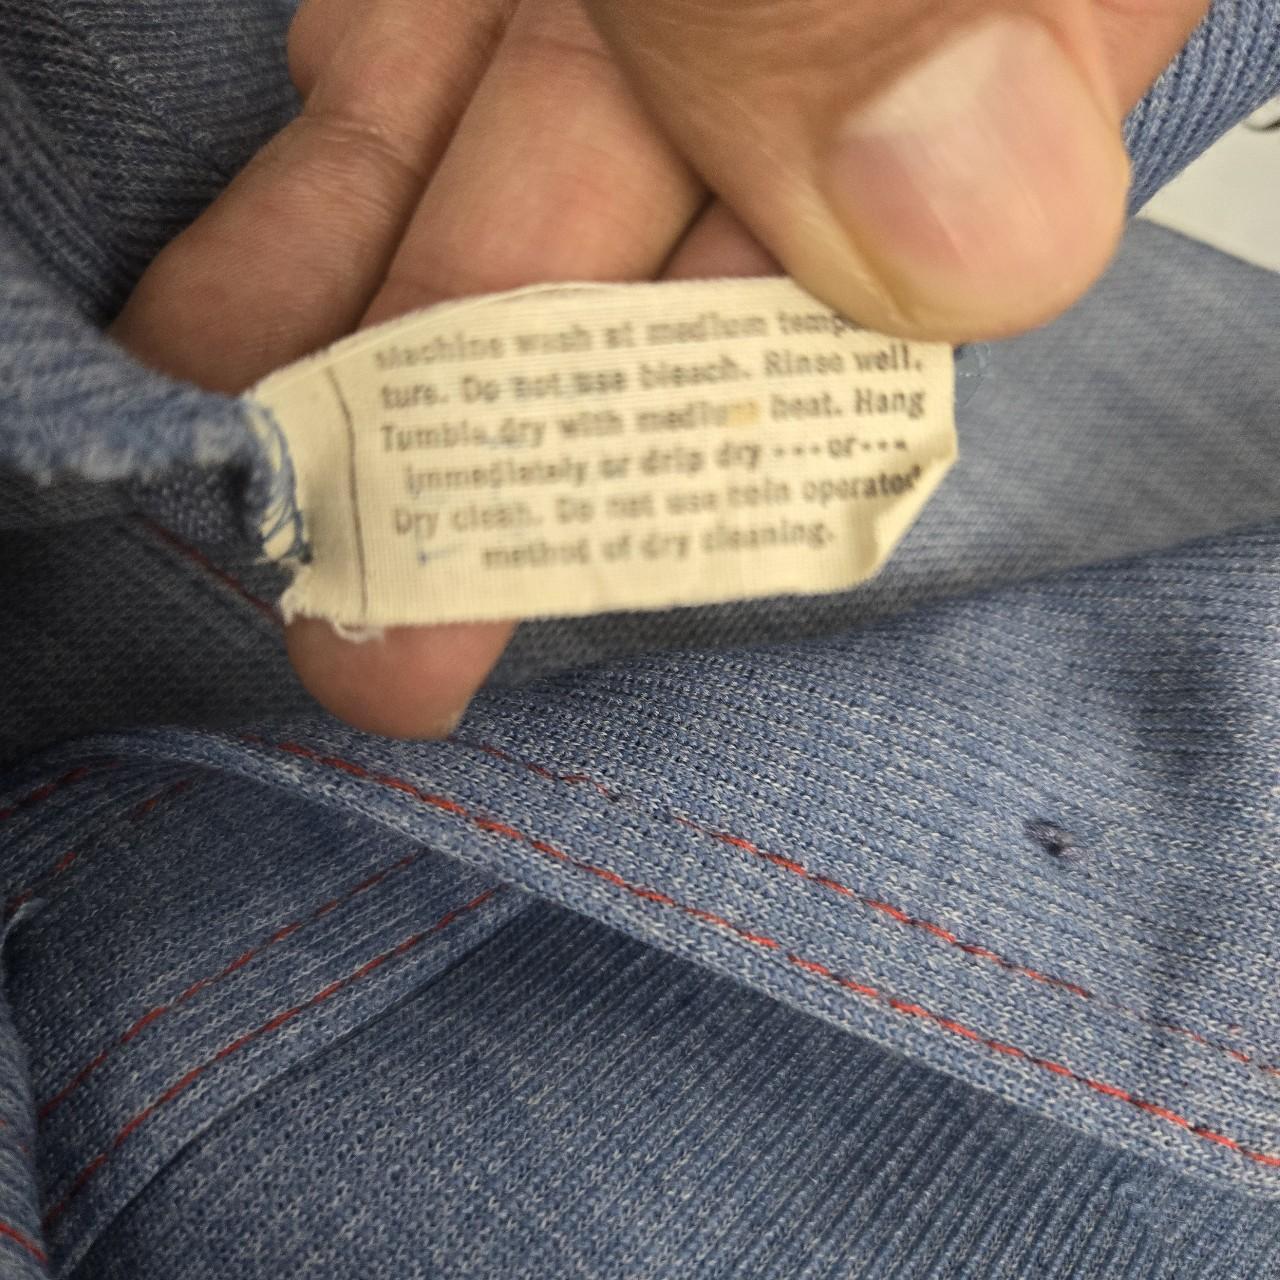 Machine wash at medium tempe
ture. Do not use bleach. Rinse well.
Tumble dry with medium heat. Hang
immediately or drip dry ---or---
Dry clean. Do not use coin operated
method of dry cleaning.